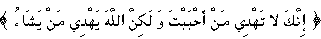 ﴿ إِنَّكَ لَا تَهْدِي مَنْ أَحْبَبْتَ وَ لَكِنَّ اللَّهَ يَهْدِي مَنْ يَشَاءُ ﴾